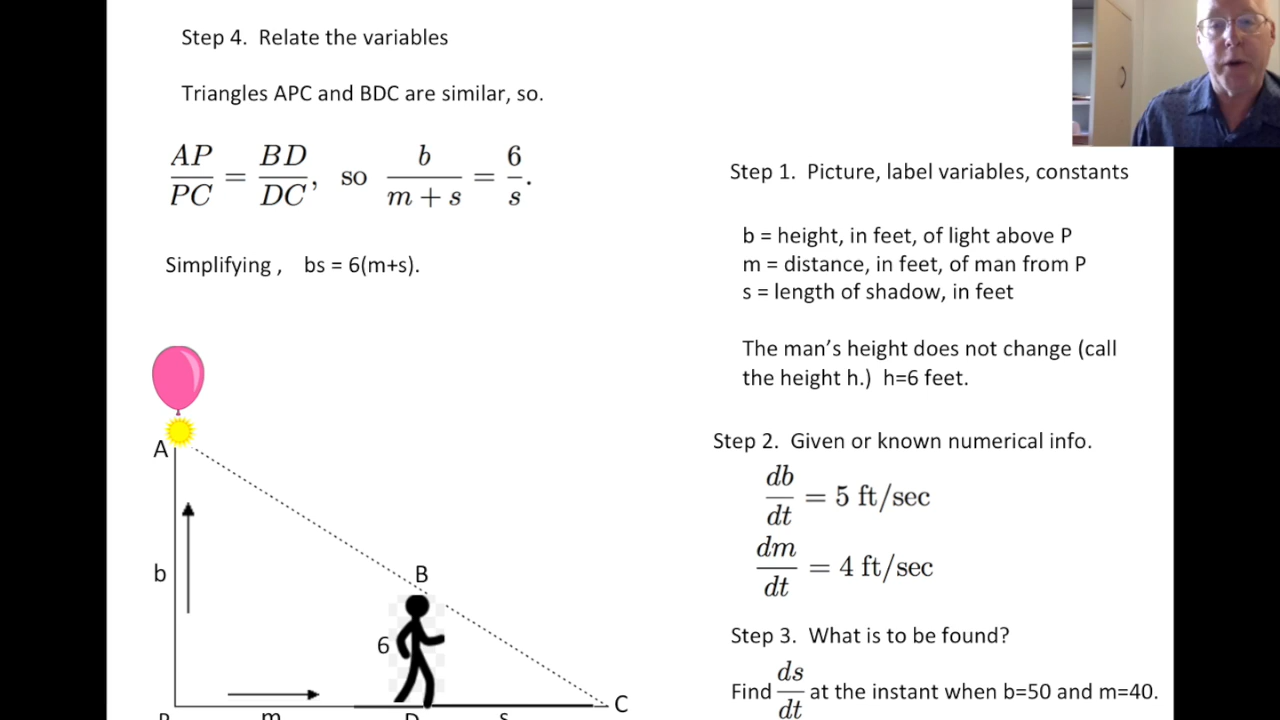 Step 4. Relate the variables
Triangles APC and BDC are similar, so.
AP/PC = BD/DC, so b/(m + s) = 6/s.
Simplifying , bs = 6(m+s).
A
b
B
6
C
m
D
s
Step 1. Picture, label variables, constants
b = height, in feet, of light above P
m = distance, in feet, of man from P
s = length of shadow, in feet
The man's height does not change (call
the height h.) h=6 feet.
Step 2. Given or known numerical info.
db/dt = 5 ft/sec
dm/dt = 4 ft/sec
Step 3. What is to be found?
Find ds/dt at the instant when b=50 and m=40.